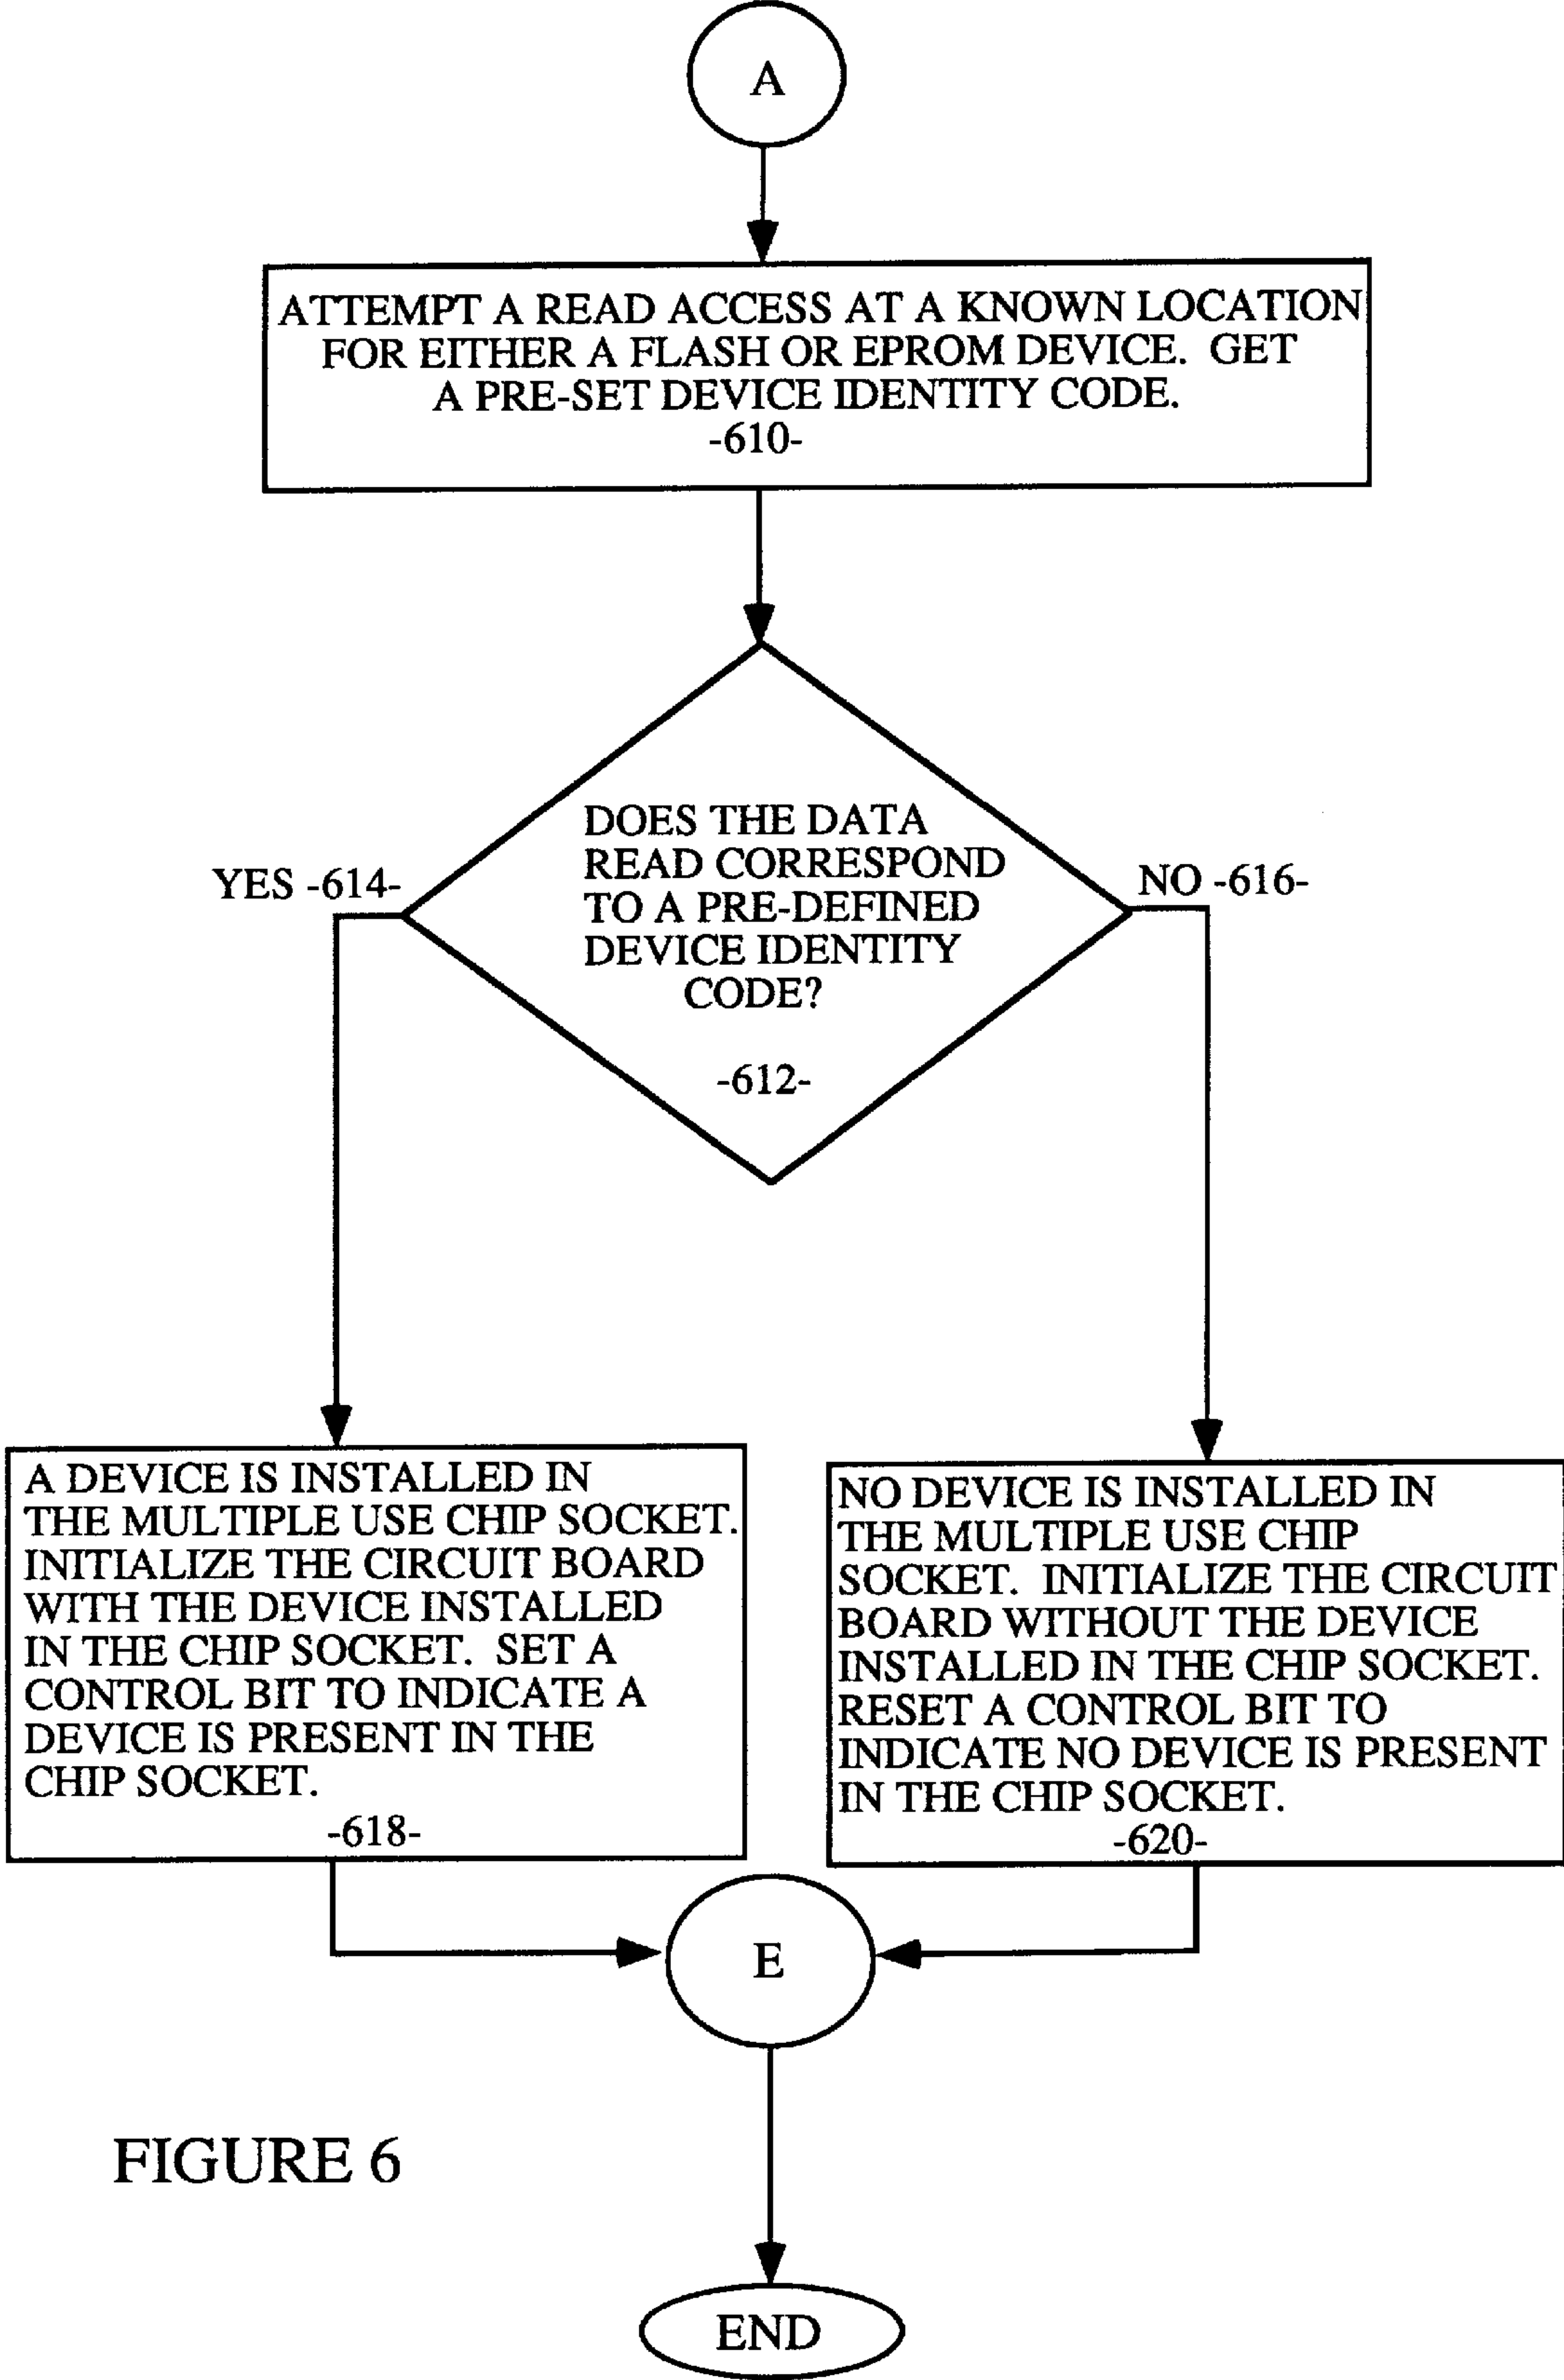 A
ATTEMPT A READ ACCESS AT A KNOWN LOCATION
FOR EITHER A FLASH OR EPROM DEVICE. GET
A PRE-SET DEVICE IDENTITY CODE.
-610-
DOES THE DATA
READ CORRESPOND
TO A PRE-DEFINED
DEVICE IDENTITY
CODE?
-612-
YES -614-
NO -616-
A DEVICE IS INSTALLED IN
THE MULTIPLE USE CHIP SOCKET.
INITIALIZE THE CIRCUIT BOARD
WITH THE DEVICE INSTALLED
IN THE CHIP SOCKET. SET A
CONTROL BIT TO INDICATE A
DEVICE IS PRESENT IN THE
CHIP SOCKET.
-618-
NO DEVICE IS INSTALLED IN
THE MULTIPLE USE CHIP
SOCKET. INITIALIZE THE CIRCUIT
BOARD WITHOUT THE DEVICE
INSTALLED IN THE CHIP SOCKET.
RESET A CONTROL BIT TO
INDICATE NO DEVICE IS PRESENT
IN THE CHIP SOCKET.
-620-
E
FIGURE 6
END